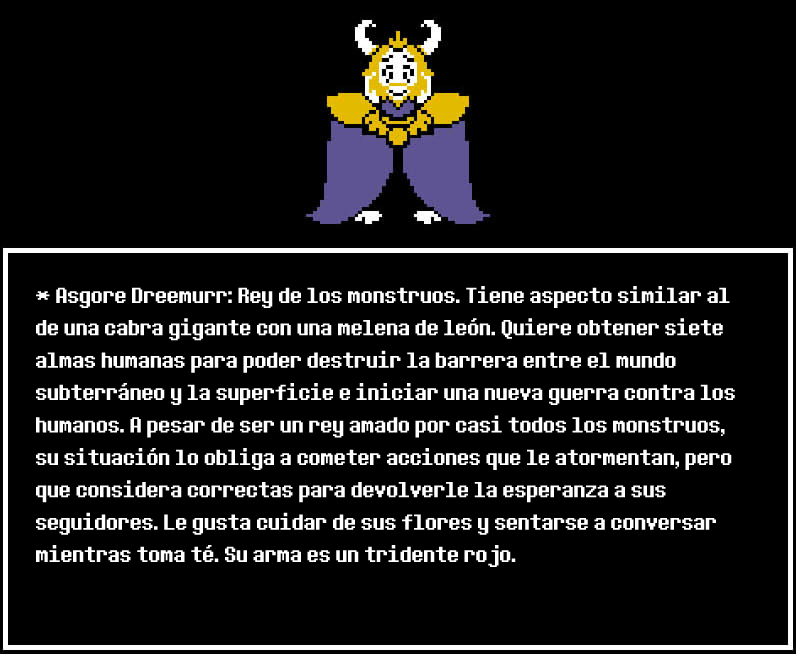 * Asgore Dreemurr: Rey de los monstruos. Tiene aspecto similar al
de una cabra gigante con una melena de león. Quiere obtener siete
almas humanas para poder destruir la barrera entre el mundo
subterráneo y la superficie e iniciar una nueva guerra contra los
humanos. A pesar de ser un rey amado por casi todos los monstruos,
su situación lo obliga a cometer acciones que le atormentan, pero
que considera correctas para devolverle la esperanza a sus
seguidores. Le gusta cuidar de sus flores y sentarse a conversar
mientras toma té. Su arma es un tridente rojo.